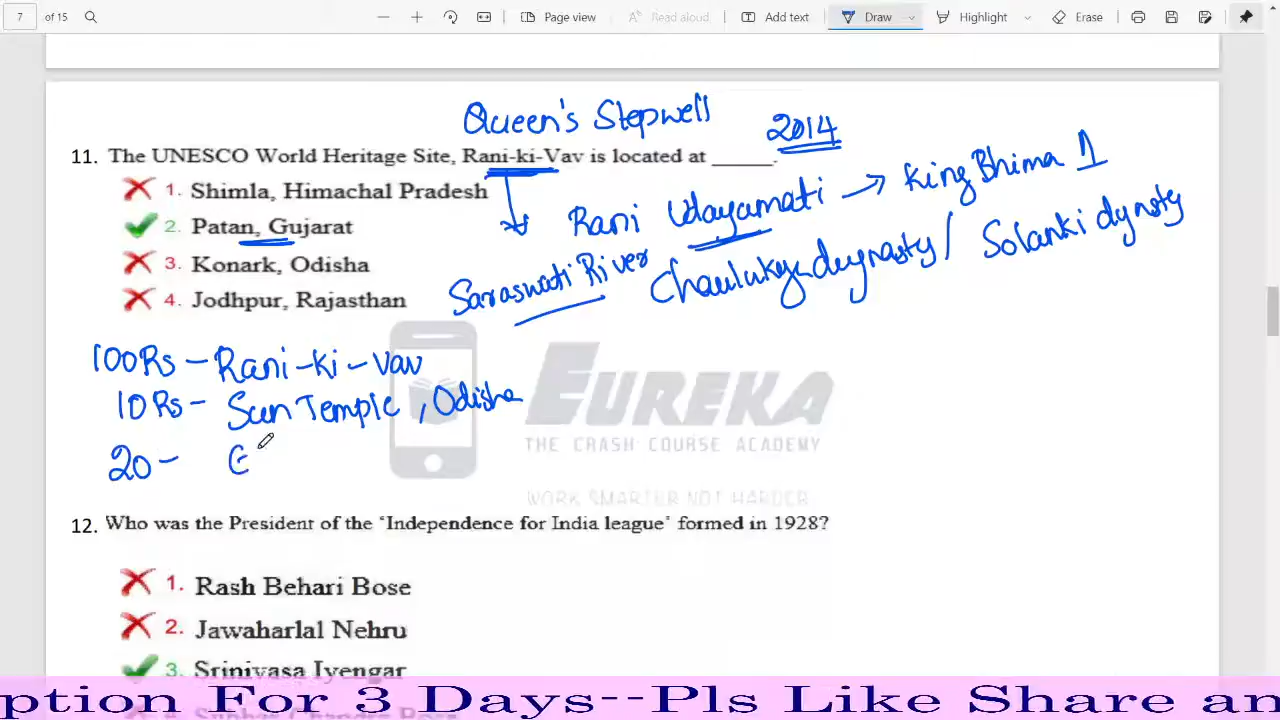 7 of 15 Page view Read aloud Add text Draw Highlight Erase
Queen's Stepwell
2014
11. The UNESCO World Heritage Site, Rani-ki-Vav is located at _____.
1. Shimla, Himachal Pradesh
2. Patan, Gujarat
3. Konark, Odisha
4. Jodhpur, Rajasthan
Rani Udayamati → King Bhima 1
Saraswati River Chaulukya dynasty / Solanki dynasty
100Rs - Rani-ki-Vav
10Rs - Sun Temple, Odisha
20 - E
EUREKA
THE CRASH COURSE ACADEMY
WORK SMARTER NOT HARDER
12. Who was the President of the 'Independence for India league' formed in 1928?
1. Rash Behari Bose
2. Jawaharlal Nehru
3. Srinivasa Iyengar
4. Subhas Chandra Bose
ption For 3 Days--Pls Like Share an